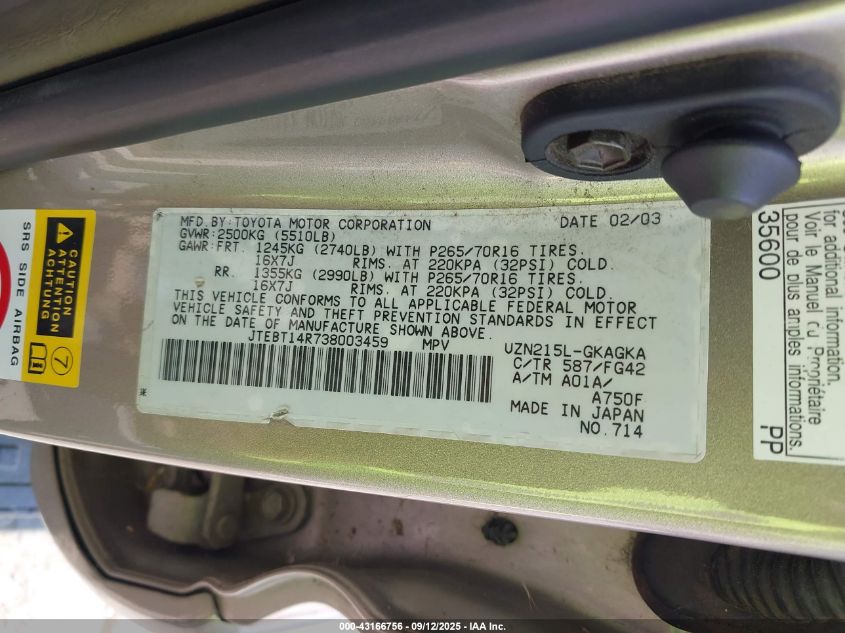 MFD BY:TOYOTA MOTOR CORPORATION DATE 02/03
GVWR:2500KG (5510LB)
GAWR:FRT. 1245KG (2740LB) WITH P265/70R16 TIRES.
16X7J RIMS. AT 220KPA (32PSI) COLD.
RR. 1355KG (2990LB) WITH P265/70R16 TIRES.
16X7J RIMS. AT 220KPA (32PSI) COLD.
THIS VEHICLE CONFORMS TO ALL APPLICABLE FEDERAL MOTOR
VEHICLE SAFETY AND THEFT PREVENTION STANDARDS IN EFFECT
ON THE DATE OF MANUFACTURE SHOWN ABOVE.
JTEBT14R738003459 MPV
UZN215L-GKAGKA
C/TR 587/FG42
A/TM A01A/
A750F
MADE IN JAPAN
NO.714
SRS SIDE AIRBAG
CAUTION
ATTENTION
ACHTUNG
7
for additional information.
Voir le Manuel du Propriétaire
pour de plus amples
informations.
35600
PP
000-43166756 - 09/12/2025 - IAA Inc.